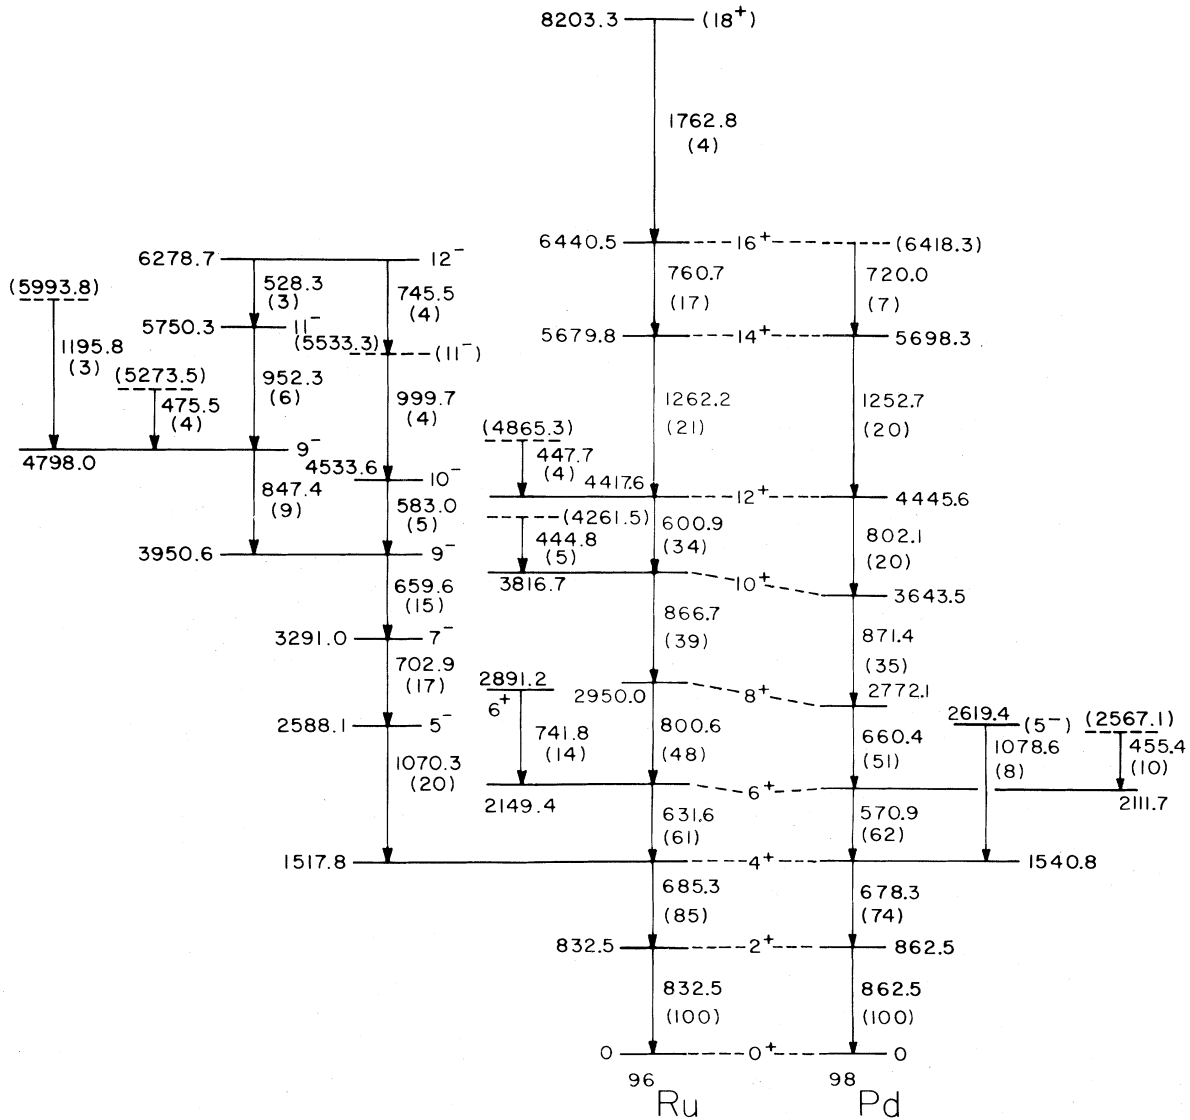 8203.3 (18+)
1762.8
(4)
6440.5 16+ (6418.3)
6278.7 12-
760.7 720.0
(5993.8) 528.3 745.5
(17) (7)
(3) (4)
5750.3 11- 5679.8 14+ 5698.3
(5533.3) (11-)
1195.8
(3)
(5273.5) 952.3 999.7 1262.2 1252.7
475.5 (6) (4) (21) (20)
(4) (4865.3)
9- 447.7
4798.0 4533.6 10- (4)
4417.6 12+ 4445.6
847.4 583.0 (4261.5) 600.9 802.1
(9) (5) 444.8 (34) (20)
3950.6 9- (5)
3816.7 10+ 3643.5
659.6 866.7 871.4
(15) (39) (35)
3291.0 7-
702.9 2891.2 2950.0 8+ 2772.1
(17) 6+
2588.1 5- 2619.4 (5-) (2567.1)
741.8 800.6 660.4 1078.6 455.4
(14) (48) (51) (8) (10)
1070.3 2149.4 6+ 2111.7
(20) 631.6 570.9
(61) (62)
1517.8 4+ 1540.8
685.3 678.3
(85) (74)
832.5 2+ 862.5
832.5 862.5
(100) (100)
0 0+ 0
96 98
Ru Pd